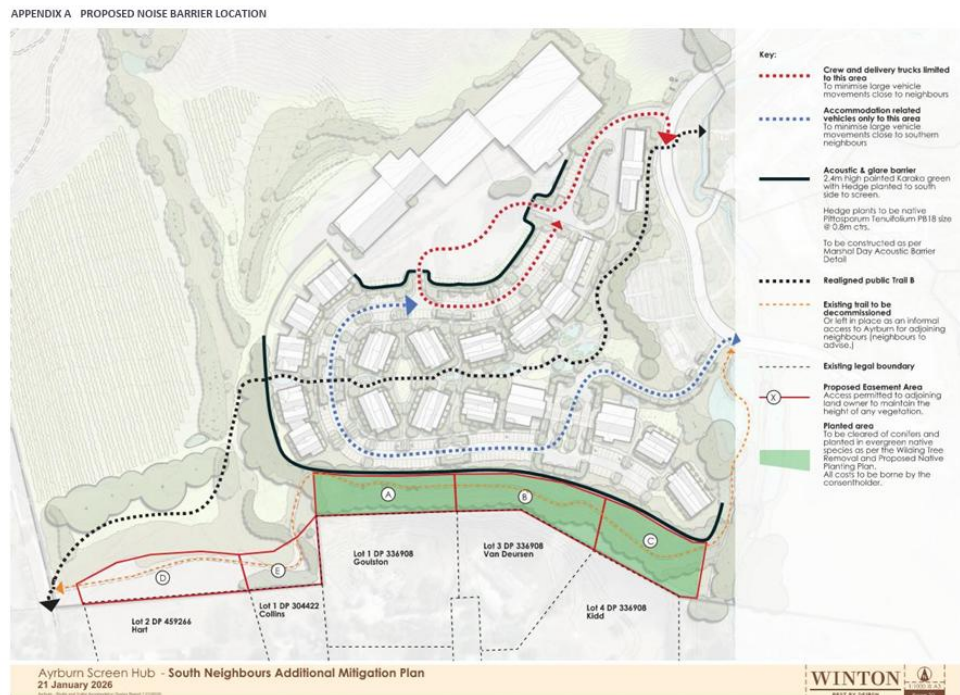 APPENDIX A PROPOSED NOISE BARRIER LOCATION
Key:
Crew and delivery trucks limited
to this area
To minimise large vehicle
movements close to neighbours
Accommodation related
vehicles only to this area
To minimise large vehicle
movements close to southern
neighbours
Acoustic & glare barrier
2.4m high painted Karaka green
with Hedge planted to south
side to screen.
Hedge plants to be native
Pittosporum Tenuifolium PB18 size
@ 0.8m ctrs.
To be constructed as per
Marshal Day Acoustic Barrier
Detail
Realigned public Trail B
Existing trail to be
decommissioned
Or left in place as an informal
access to Ayrburn for adjoining
neighbours (neighbours to
advise.)
Existing legal boundary
X
Proposed Easement Area
Access permitted to adjoining
land owner to maintain the
height of any vegetation.
Planted area
To be cleared of conifers and
planted in evergreen native
species as per the Wilding Tree
Removal and Proposed Native
Planting Plan.
All costs to be borne by the
consentholder.
A
B
C
D
E
Lot 1 DP 336908
Goulston
Lot 3 DP 336908
Van Deursen
Lot 4 DP 336908
Kidd
Lot 1 DP 304422
Collins
Lot 2 DP 459266
Hart
Ayrburn Screen Hub - South Neighbours Additional Mitigation Plan
21 January 2026
WINTON